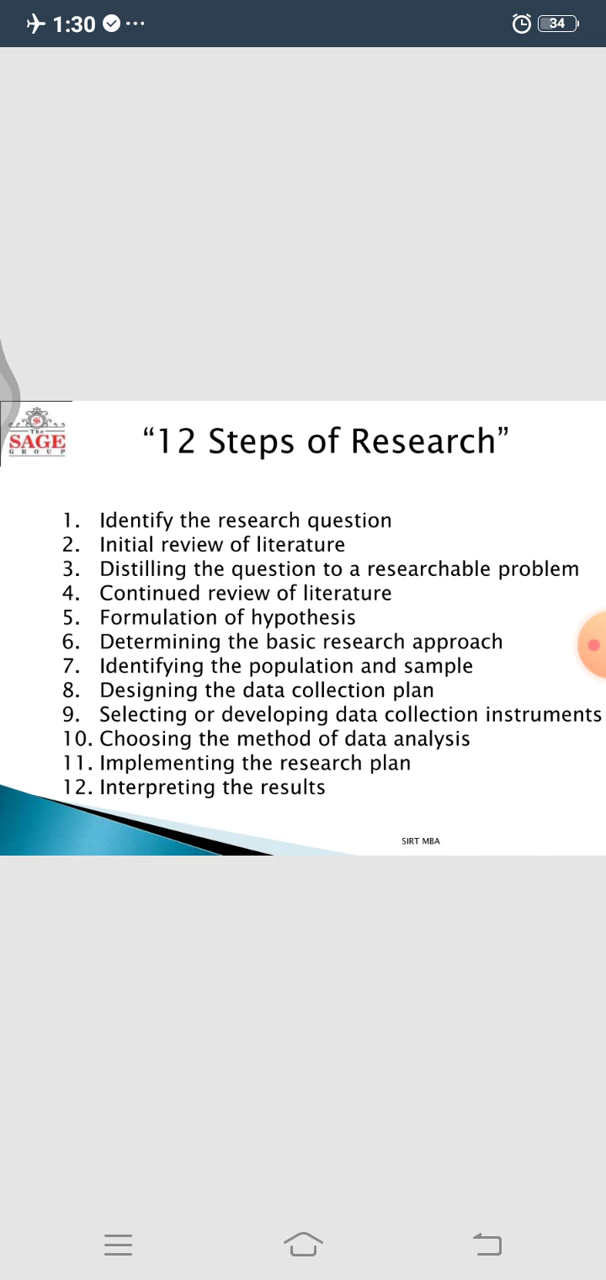 1:30
34
The
SAGE
GROUP
“12 Steps of Research”
1. Identify the research question
2. Initial review of literature
3. Distilling the question to a researchable problem
4. Continued review of literature
5. Formulation of hypothesis
6. Determining the basic research approach
7. Identifying the population and sample
8. Designing the data collection plan
9. Selecting or developing data collection instruments
10. Choosing the method of data analysis
11. Implementing the research plan
12. Interpreting the results
SIRT MBA